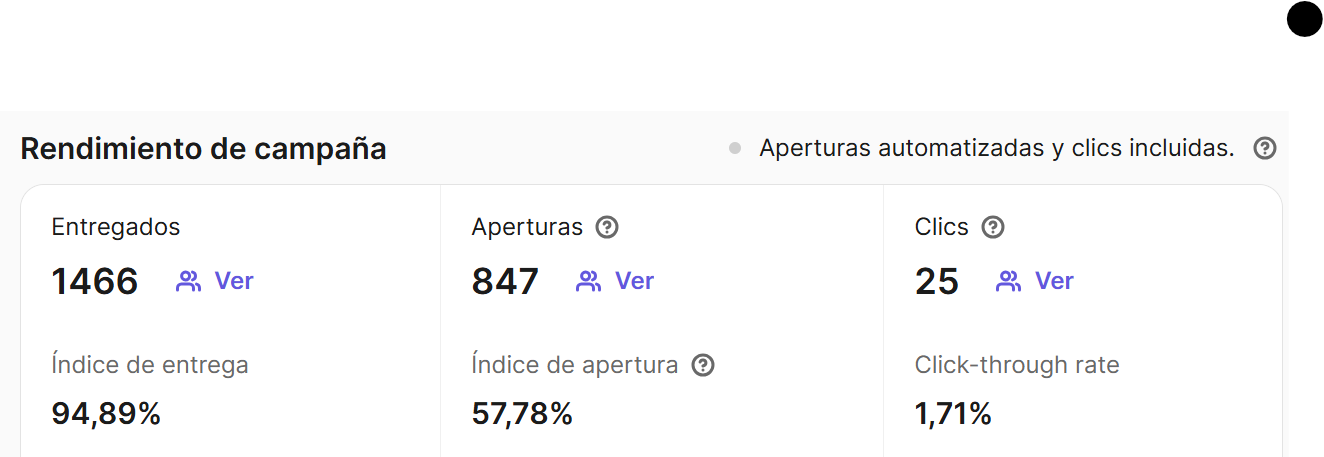 Rendimiento de campaña
Aperturas automatizadas y clics incluidas.
Entregados
1466 Ver
Índice de entrega
94,89%
Aperturas
847 Ver
Índice de apertura
57,78%
Clics
25 Ver
Click-through rate
1,71%